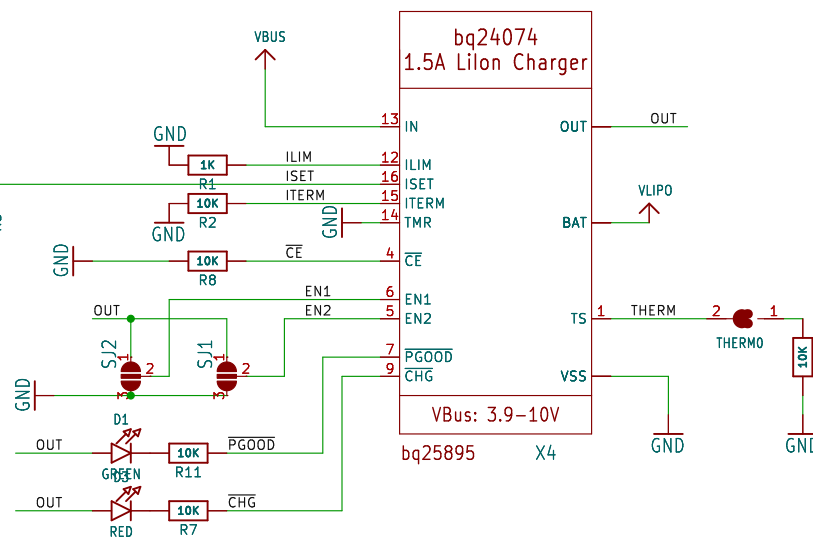 VBUS
bq24074
1.5A LiIon Charger
GND
13
IN
OUT
OUT
1K
R1
ILIM
12
ILIM
ISET
16
ISET
10K
R2
ITERM
15
ITERM
GND
GND
14
TMR
BAT
VLIPO
GND
10K
R8
CE
4
CE
EN1
6
EN1
OUT
EN2
5
EN2
TS
1
THERM
2
1
THERM0
10K
SJ2
1
2
3
SJ1
1
2
3
7
PGOOD
9
CHG
VSS
GND
GND
GND
VBus: 3.9-10V
bq25895
X4
D1
OUT
GREEN
10K
R11
PGOOD
D3
OUT
RED
10K
R7
CHG